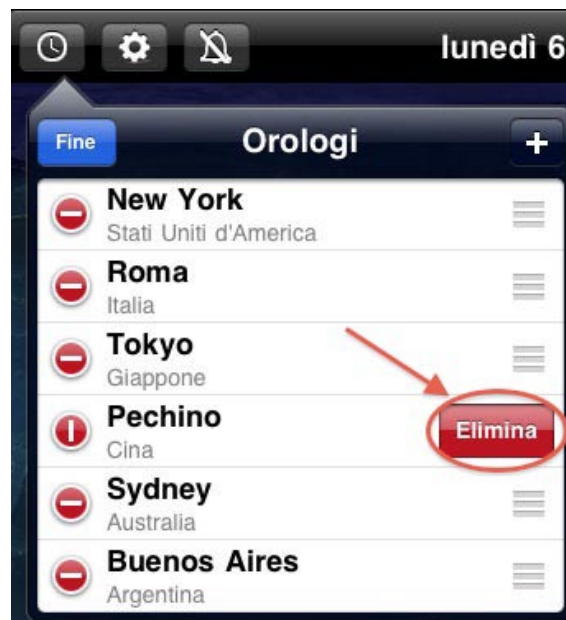 lunedì 6
Fine
Orologi
New York
Stati Uniti d'America
Roma
Italia
Tokyo
Giappone
Pechino
Cina
Elimina
Sydney
Australia
Buenos Aires
Argentina